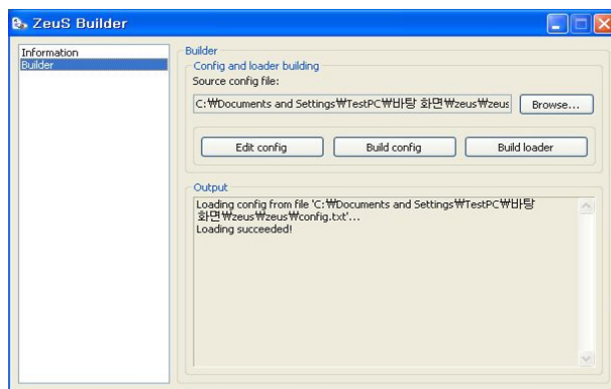 ZeuS Builder
Information
Builder
Builder
Config and loader building
Source config file:
C:₩Documents and Settings₩TestPC₩바탕 화면₩zeus₩zeus
Browse...
Edit config
Build config
Build loader
Output
Loading config from file 'C:₩Documents and Settings₩TestPC₩바탕
화면₩zeus₩zeus₩config.txt'...
Loading succeeded!